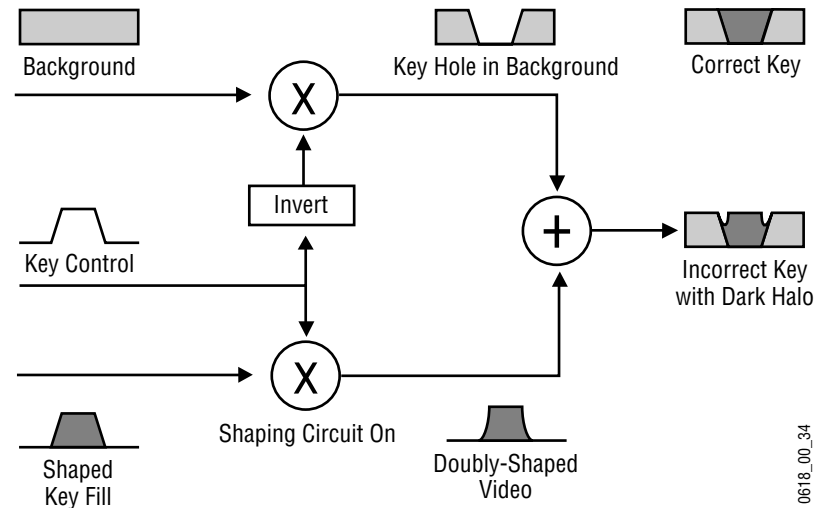 Background
Key Hole in Background
Correct Key
X
Invert
Key Control
+
Incorrect Key
with Dark Halo
X
Shaping Circuit On
Shaped
Key Fill
Doubly-Shaped
Video
0618_00_34